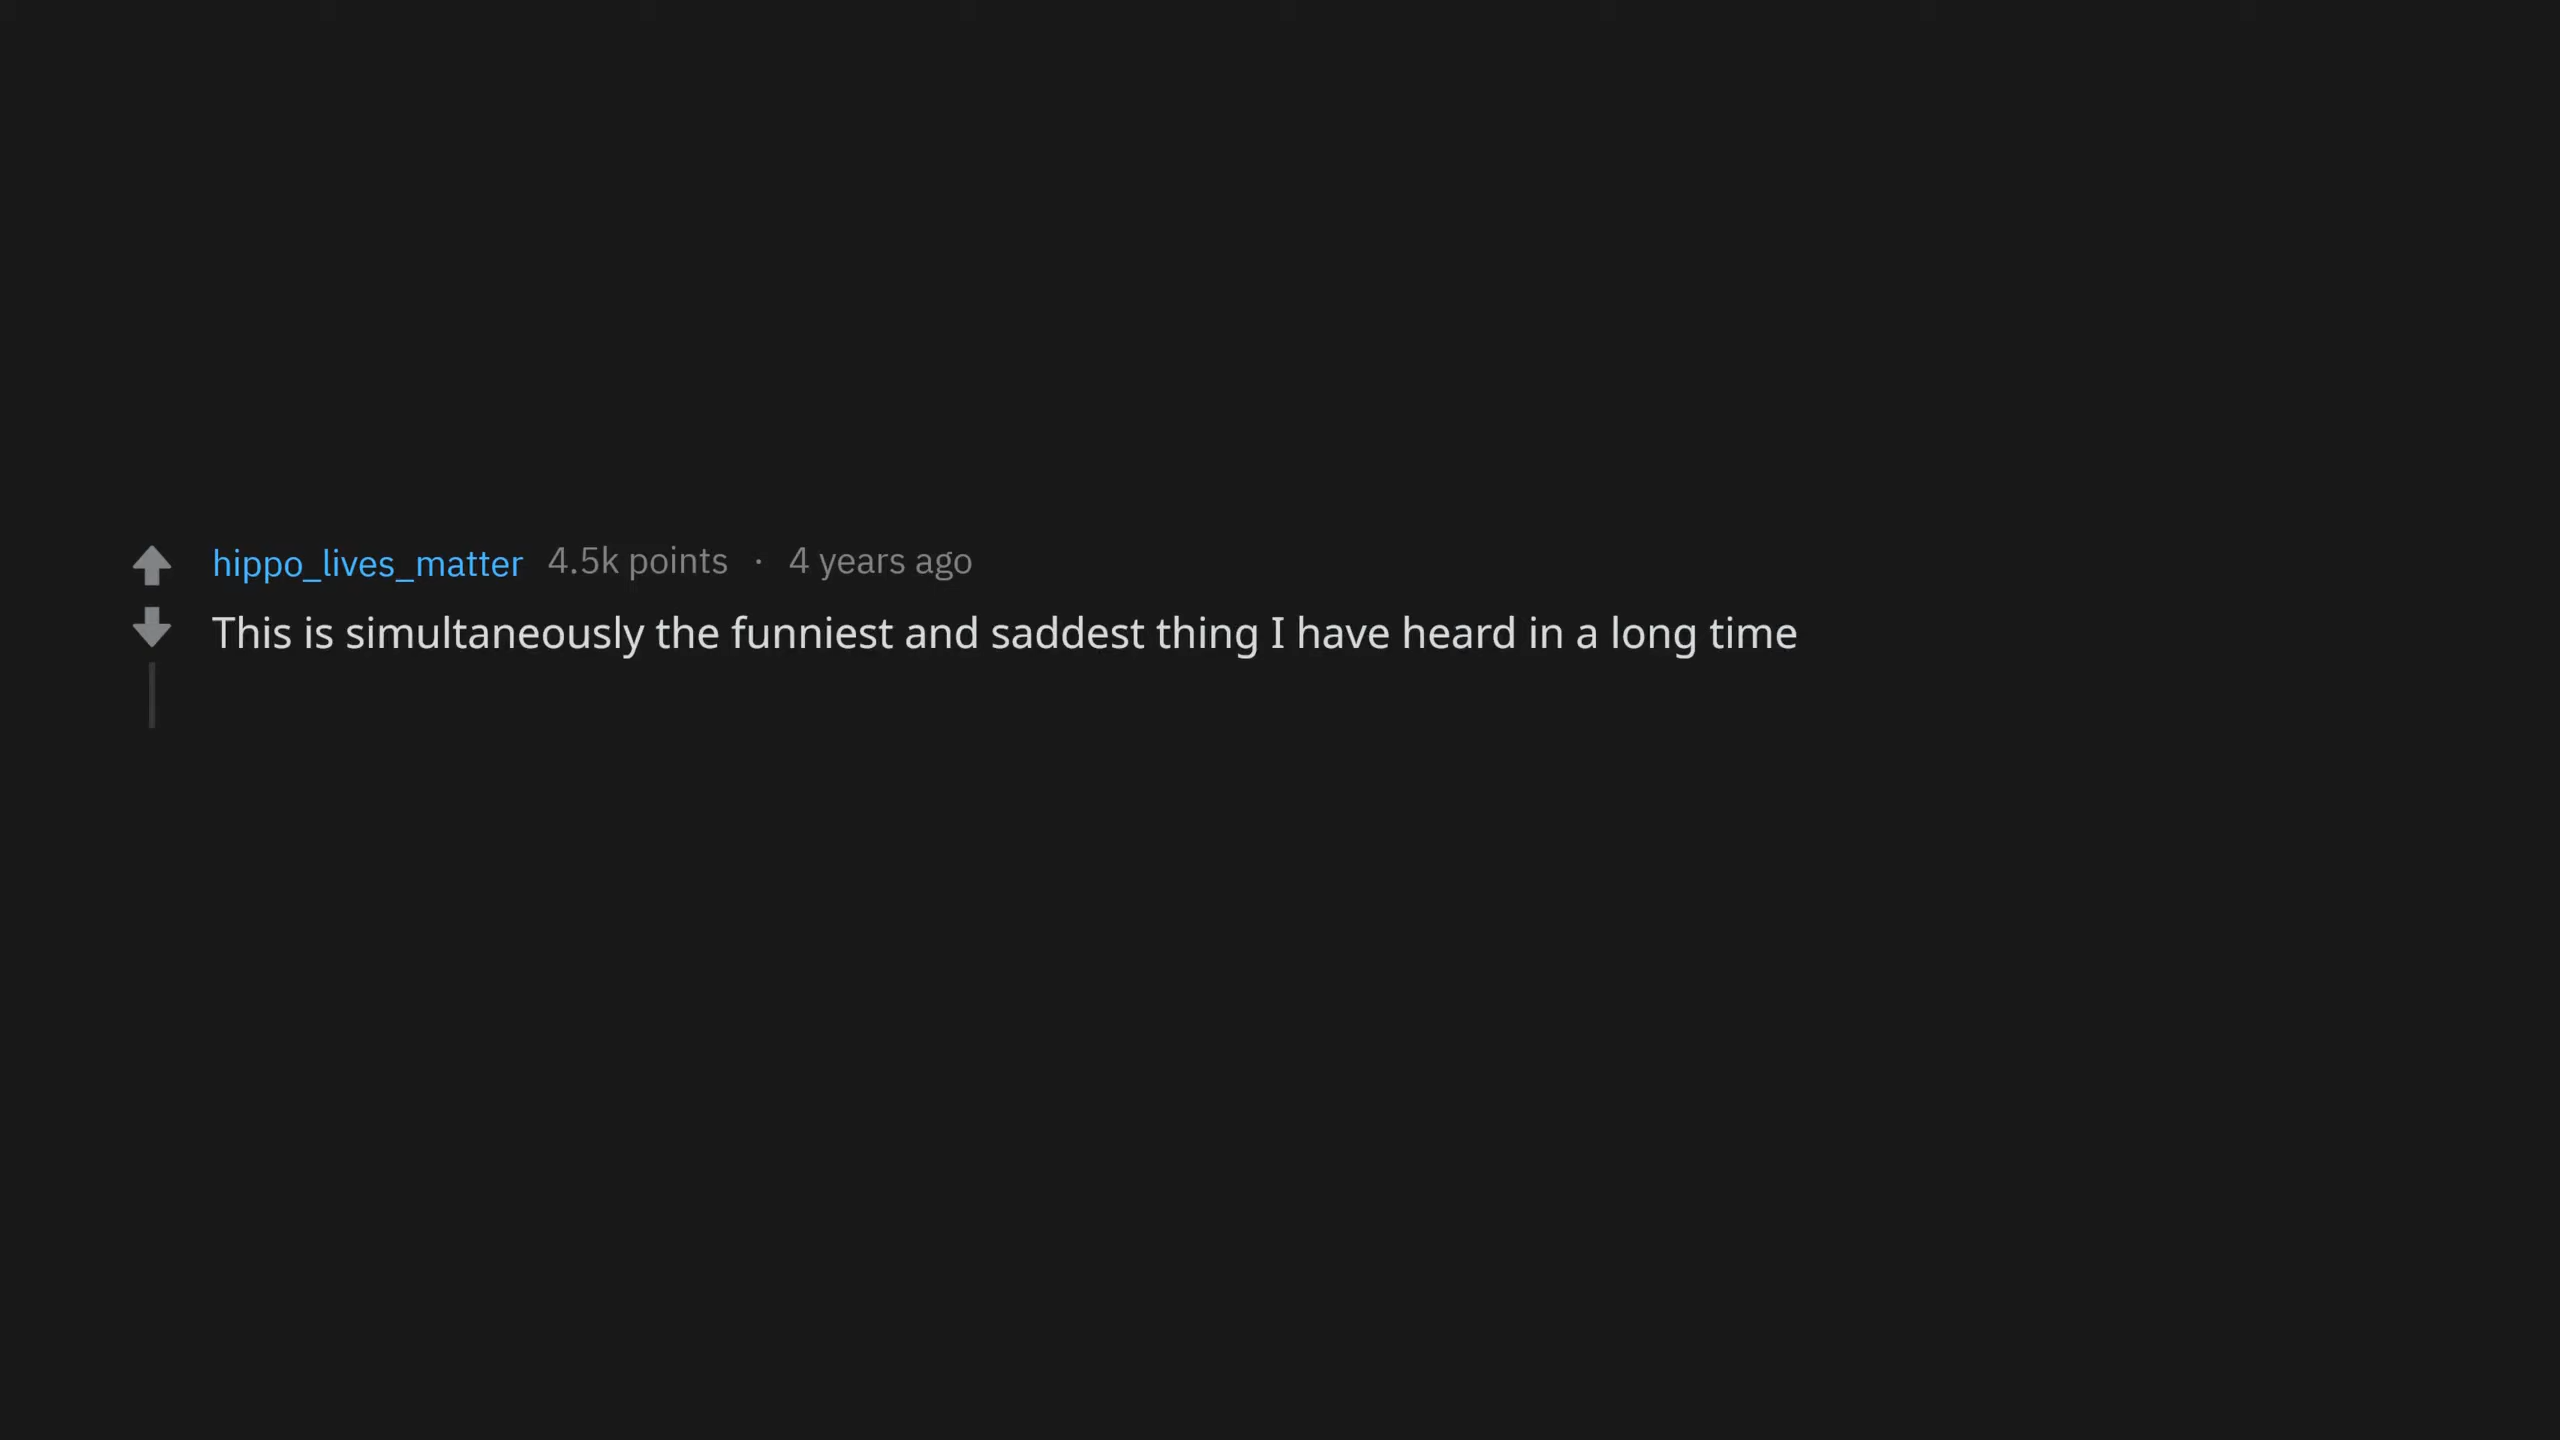 hippo_lives_matter 4.5k points · 4 years ago
This is simultaneously the funniest and saddest thing I have heard in a long time